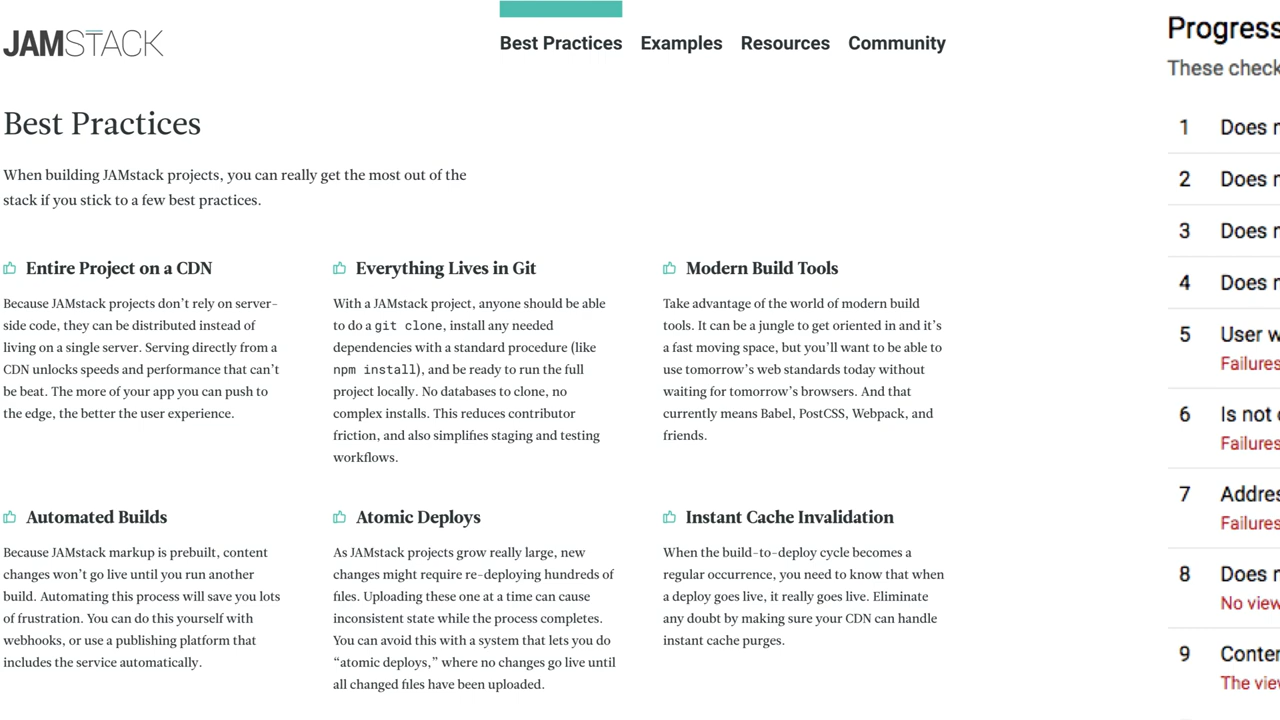 JAMSTACK
Best Practices Examples Resources Community
Best Practices
When building JAMstack projects, you can really get the most out of the
stack if you stick to a few best practices.
Entire Project on a CDN
Because JAMstack projects don’t rely on server-
side code, they can be distributed instead of
living on a single server. Serving directly from a
CDN unlocks speeds and performance that can’t
be beat. The more of your app you can push to
the edge, the better the user experience.
Everything Lives in Git
With a JAMstack project, anyone should be able
to do a git clone, install any needed
dependencies with a standard procedure (like
npm install), and be ready to run the full
project locally. No databases to clone, no
complex installs. This reduces contributor
friction, and also simplifies staging and testing
workflows.
Modern Build Tools
Take advantage of the world of modern build
tools. It can be a jungle to get oriented in and it’s
a fast moving space, but you’ll want to be able to
use tomorrow’s web standards today without
waiting for tomorrow’s browsers. And that
currently means Babel, PostCSS, Webpack, and
friends.
Automated Builds
Because JAMstack markup is prebuilt, content
changes won’t go live until you run another
build. Automating this process will save you lots
of frustration. You can do this yourself with
webhooks, or use a publishing platform that
includes the service automatically.
Atomic Deploys
As JAMstack projects grow really large, new
changes might require re-deploying hundreds of
files. Uploading these one at a time can cause
inconsistent state while the process completes.
You can avoid this with a system that lets you do
“atomic deploys,” where no changes go live until
all changed files have been uploaded.
Instant Cache Invalidation
When the build-to-deploy cycle becomes a
regular occurrence, you need to know that when
a deploy goes live, it really goes live. Eliminate
any doubt by making sure your CDN can handle
instant cache purges.
Progress
These check
1 Does
2 Does
3 Does
4 Does
5 User
Failures
6 Is not
Failures
7 Addres
Failures
8 Does
No view
9 Conte
The view